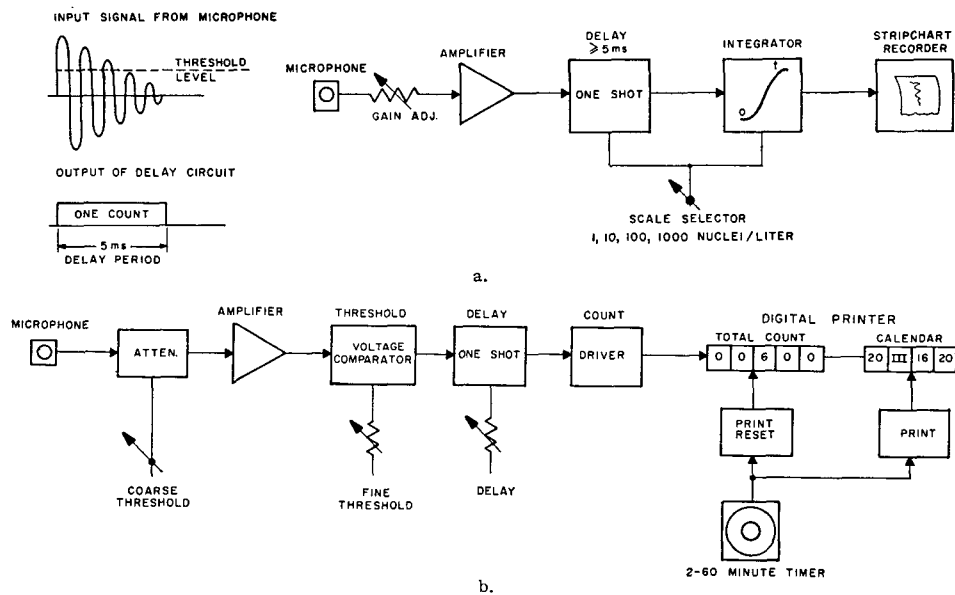 INPUT SIGNAL FROM MICROPHONE
THRESHOLD
LEVEL
OUTPUT OF DELAY CIRCUIT
ONE COUNT
5 ms
DELAY PERIOD
MICROPHONE
GAIN ADJ.
AMPLIFIER
DELAY
≥ 5 ms
ONE SHOT
INTEGRATOR
1
0
STRIPCHART
RECORDER
SCALE SELECTOR
1, 10, 100, 1000 NUCLEI/LITER
a.
MICROPHONE
ATTEN.
COARSE
THRESHOLD
AMPLIFIER
THRESHOLD
VOLTAGE
COMPARATOR
FINE
THRESHOLD
DELAY
ONE SHOT
DELAY
COUNT
DRIVER
DIGITAL PRINTER
TOTAL COUNT
0 0 6 0 0
CALENDAR
20 III 16 20
PRINT
RESET
PRINT
2-60 MINUTE TIMER
b.